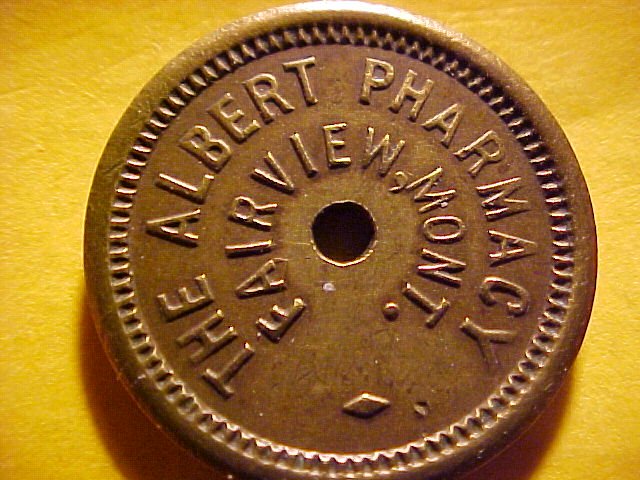 THE ALBERT PHARMACY
FAIRVIEW, MONT.